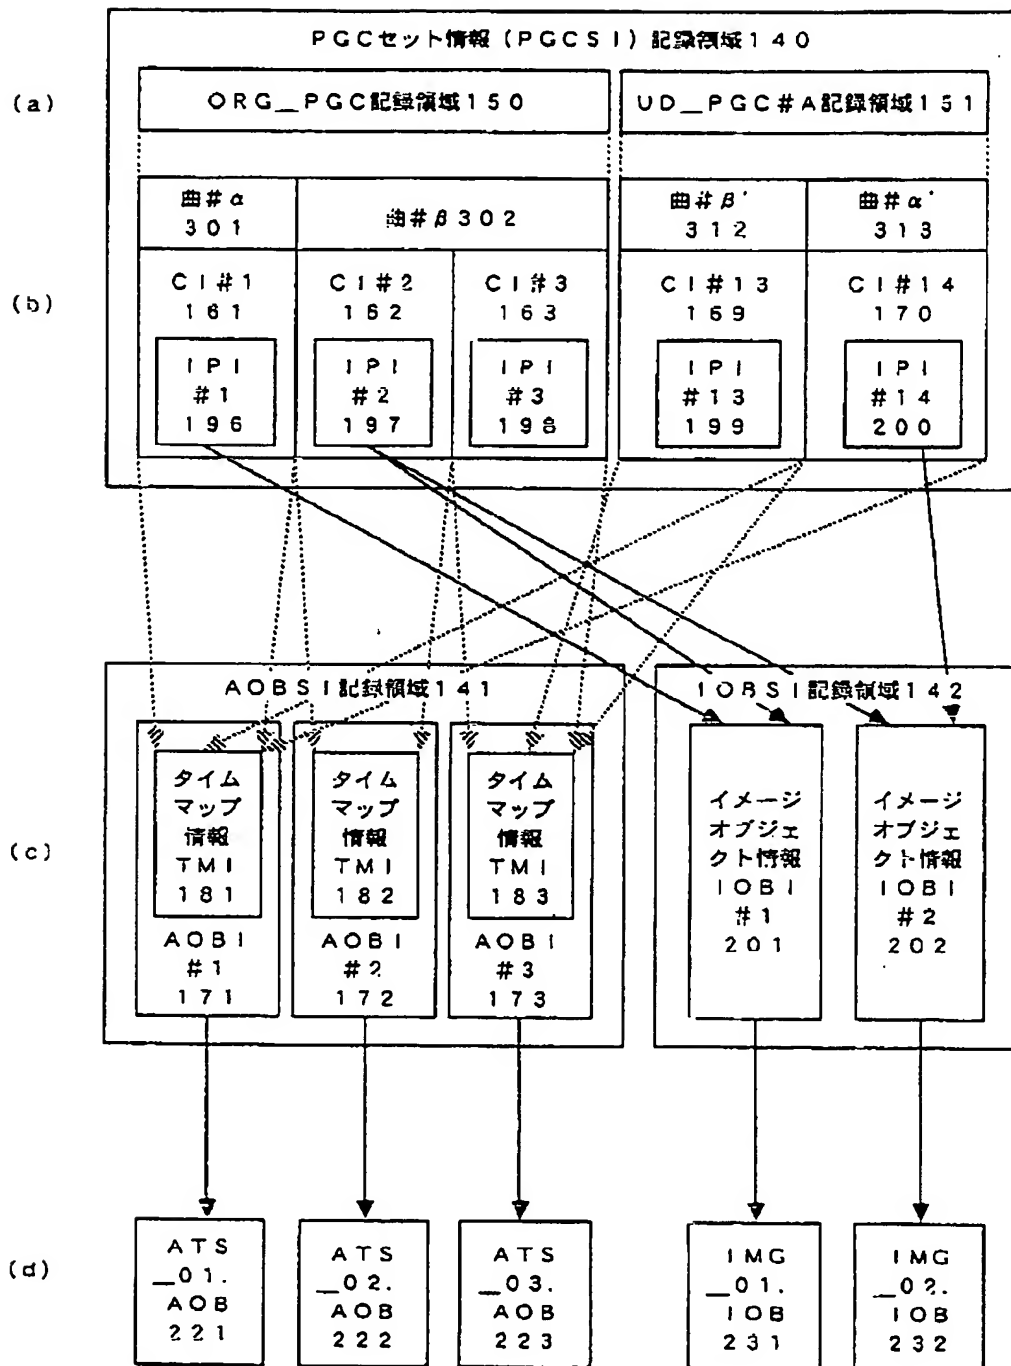 PGCセット情報(PGCSI)記録領域140
(a)
ORG__PGC記録領域150
UD__PGC#A記録領域151
曲#α
301
曲#β302
曲#β'
312
曲#α'
313
(b)
CI#1
161
CI#2
162
CI#3
163
CI#13
169
CI#14
170
IPI
#1
196
IPI
#2
197
IPI
#3
198
IPI
#13
199
IPI
#14
200
AOBSI記録領域141
IOBSI記録領域142
(c)
タイム
マップ
情報
TMI
181
タイム
マップ
情報
TMI
182
タイム
マップ
情報
TMI
183
AOBI
#1
171
AOBI
#2
172
AOBI
#3
173
イメージ
オブジェ
クト情報
IOBI
#1
201
イメージ
オブジェ
クト情報
IOBI
#2
202
(d)
ATS
__01.
AOB
221
ATS
__02.
AOB
222
ATS
__03.
AOB
223
IMG
__01.
IOB
231
IMG
__02.
IOB
232